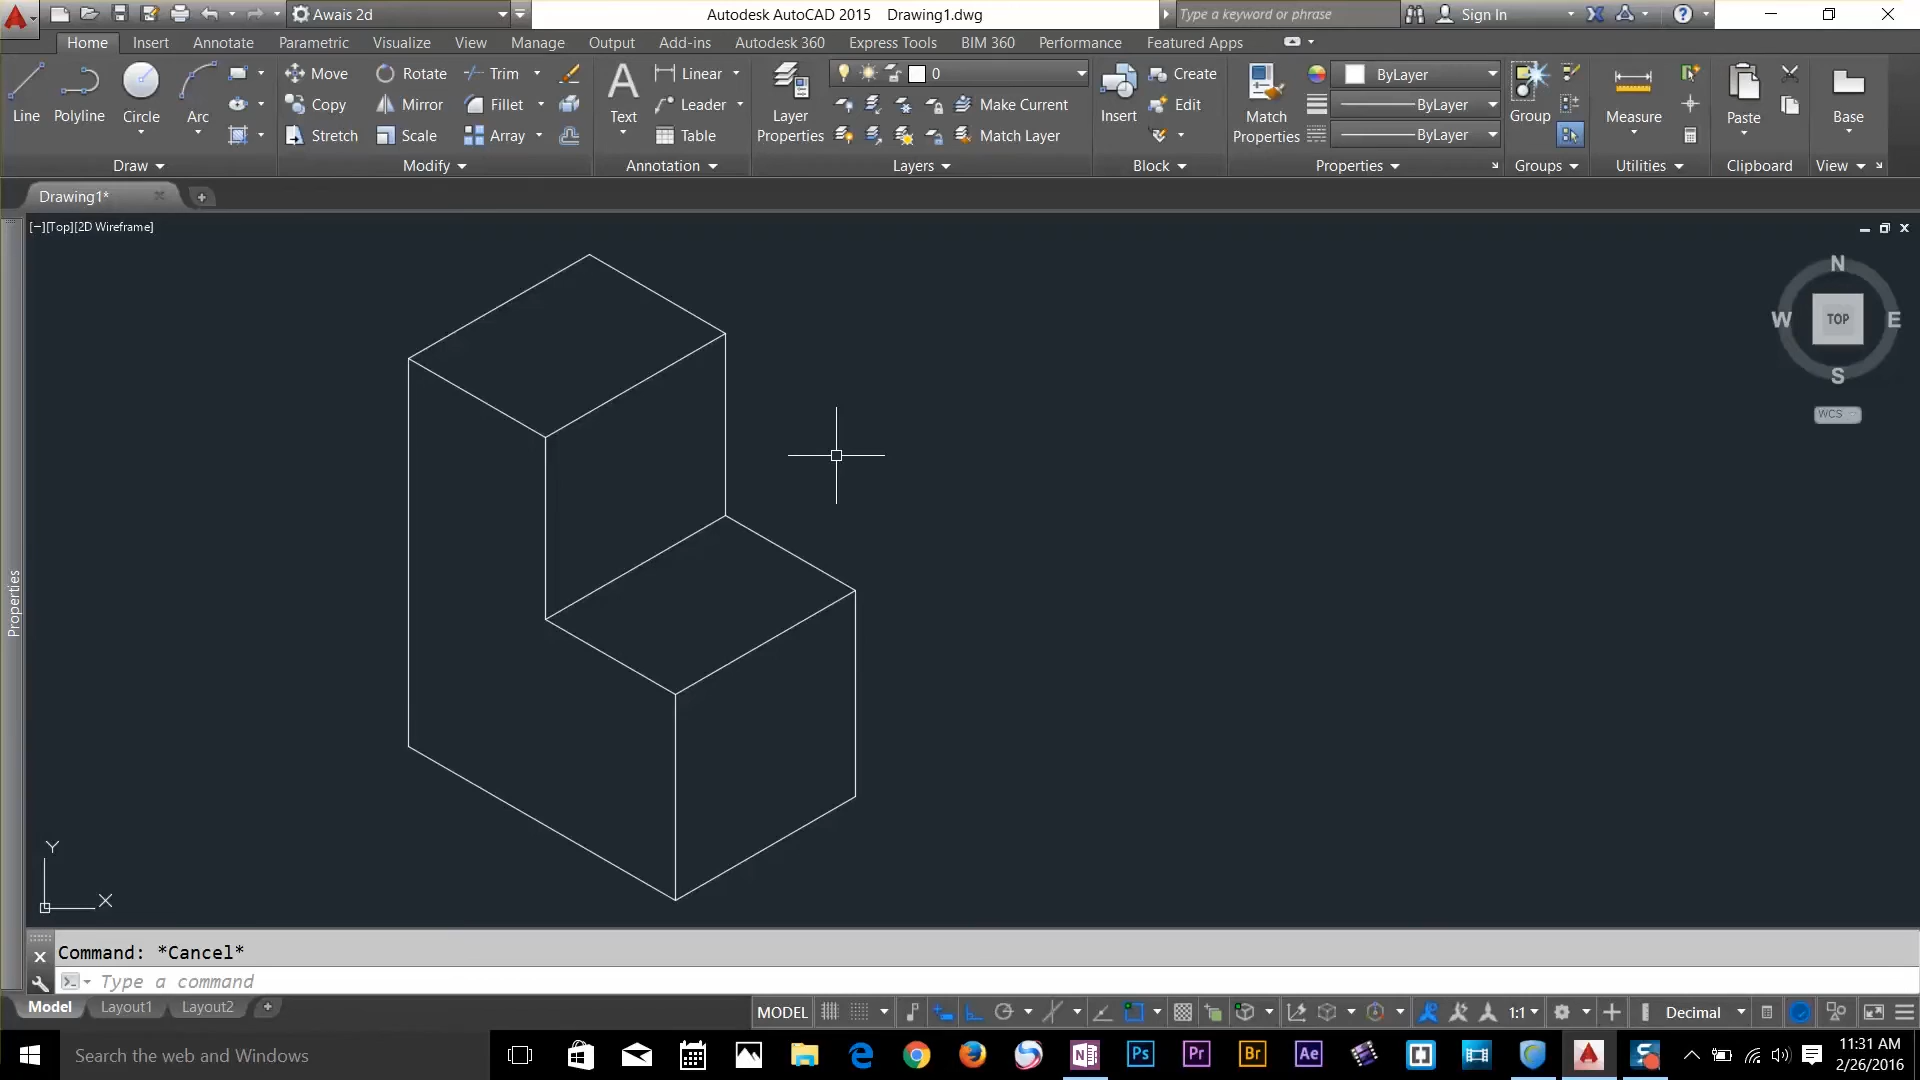 Awais 2d
Autodesk AutoCAD 2015 Drawing1.dwg
Type a keyword or phrase
Sign In
Home Insert Annotate Parametric Visualize View Manage Output Add-ins Autodesk 360 Express Tools BIM 360 Performance Featured Apps
Line
Polyline
Circle
Arc
Draw
Move Rotate Trim
Copy Mirror Fillet
Stretch Scale Array
Modify
Text
Linear
Leader
Table
Annotation
Layer
Properties
0
Make Current
Match Layer
Layers
Insert
Create
Edit
Block
Match
Properties
ByLayer
ByLayer
ByLayer
Properties
Group
Groups
Measure
Utilities
Paste
Clipboard
Base
View
Drawing1*
[−][Top][2D Wireframe]
N
W TOP E
S
WCS
Properties
Y
X
Command: *Cancel*
Type a command
Model Layout1 Layout2
MODEL
1:1
Decimal
Search the web and Windows
N
Ps
Pr
Br
Ae
11:31 AM
2/26/2016